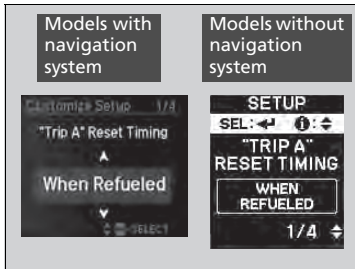 Models with
navigation
system
Models without
navigation
system
Customize Setup 1/4
"Trip A" Reset Timing
When Refueled
-SELECT
SETUP
SEL: :
"TRIP A"
RESET TIMING
WHEN
REFUELED
1/4